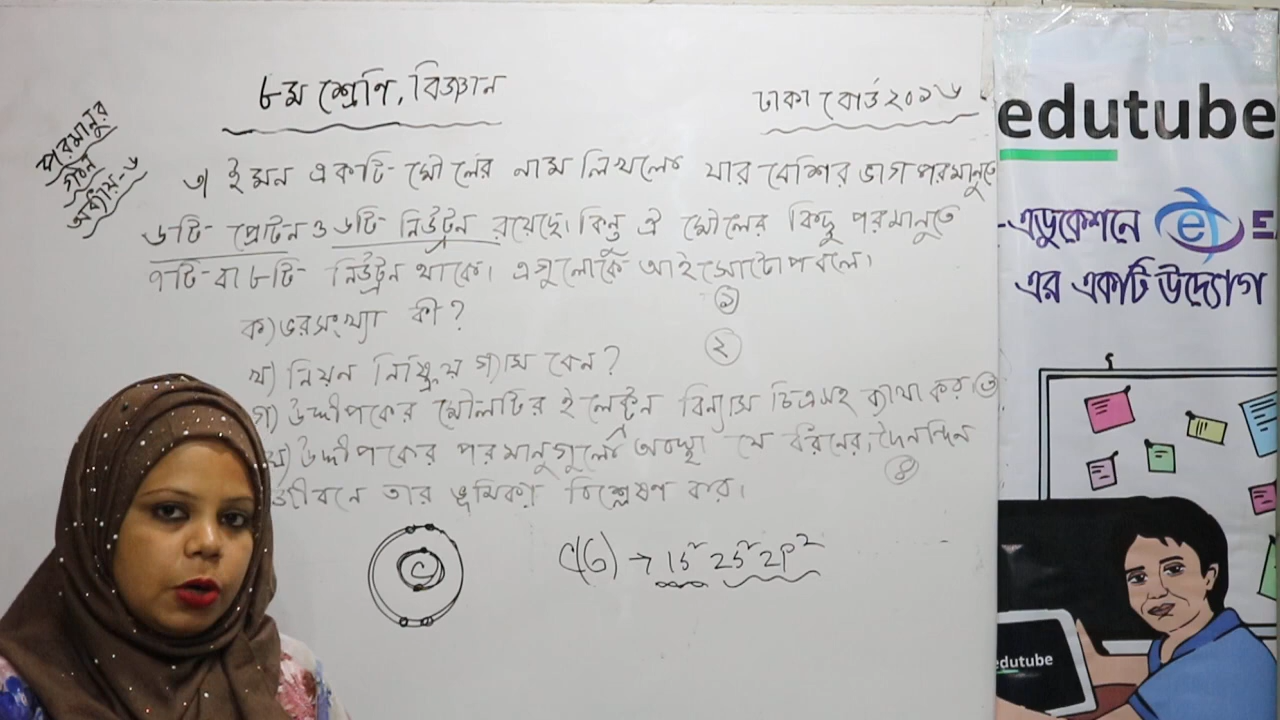 ৮ম শ্রেণি, বিজ্ঞান
ঢাকা বোর্ড ২০১৬
পরমানুর
গঠন
অধ্যায়-৬
৩) ইমন একটি মৌলের নাম লিখলো যার বেশির ভাগ পরমানুতে
৬টি প্রোটন ও ৬টি নিউট্রন রয়েছে। কিন্তু ঐ মৌলের কিছু পরমানুতে
৭টি বা ৮টি নিউট্রন থাকে। এগুলোকে আইসোটোপ বলে।
ক) ভরসংখ্যা কী? ১
খ) নিয়ন নিষ্ক্রিয় গ্যাস কেন? ২
গ) উদ্দীপকের মৌলটির ইলেক্ট্রন বিন্যাস চিত্রসহ ব্যাখা কর। ৩
ঘ) উদ্দীপকের পরমানুগুলো অবস্থা যে ধরনের, দৈনন্দিন
জীবনে তার ভূমিকা বিশ্লেষণ কর। ৪
C
C(6) → 1s² 2s² 2p²
edutube
এডুকেশনে et E
এর একটি উদ্যোগ
edutube